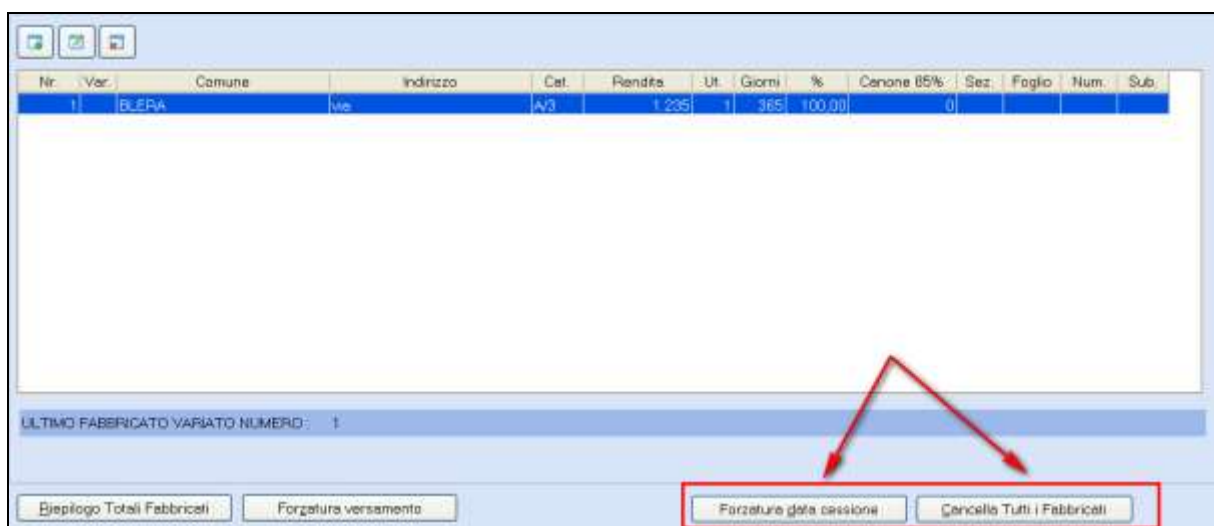 Nr. Var. Comune Indirizzo Cat. Rendita Ut. Giorni % Canone 85% Sez. Foglio Num. Sub.
1 BLERA via A/3 1.235 1 365 100,00 0
ULTIMO FABBRICATO VARIATO NUMERO : 1
Riepilogo Totali Fabbricati Forzatura versamento Forzatura data cessione Cancella Tutti i Fabbricati